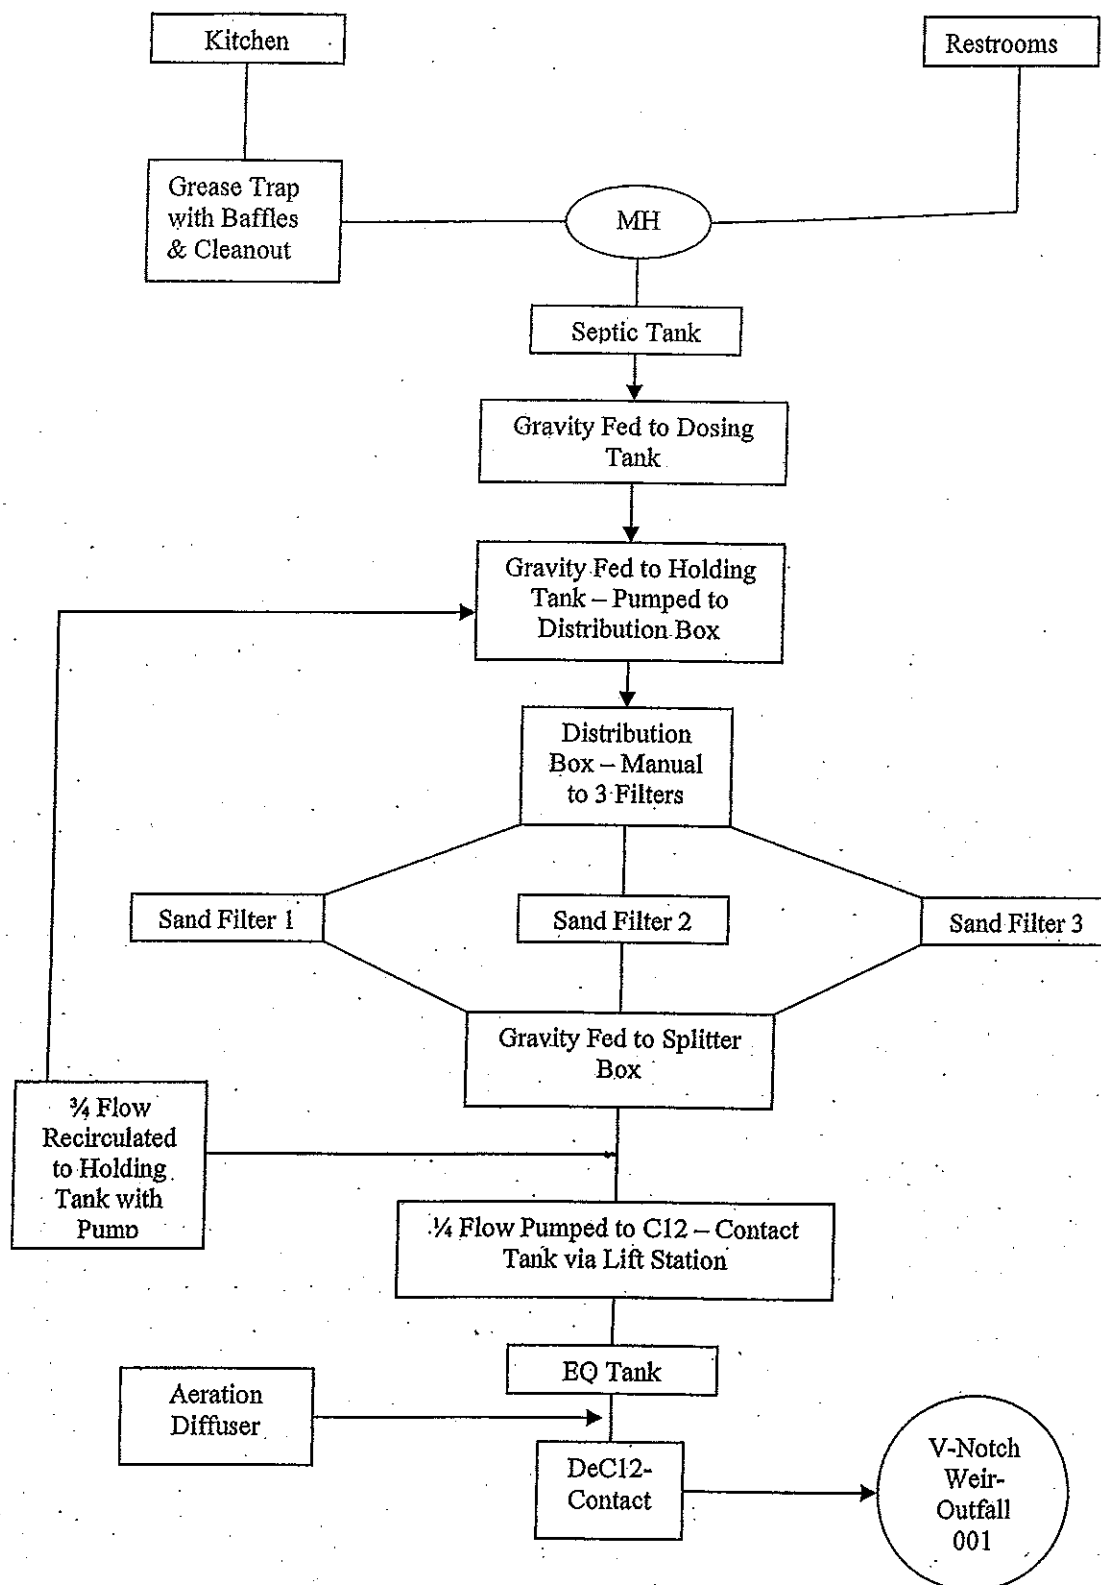 Kitchen
Restrooms
Grease Trap
with Baffles
& Cleanout
MH
Septic Tank
Gravity Fed to Dosing
Tank
Gravity Fed to Holding
Tank – Pumped to
Distribution Box
Distribution
Box – Manual
to 3 Filters
Sand Filter 1
Sand Filter 2
Sand Filter 3
Gravity Fed to Splitter
Box
¾ Flow
Recirculated
to Holding
Tank with
Pump
¼ Flow Pumped to C12 – Contact
Tank via Lift Station
EQ Tank
Aeration
Diffuser
DeC12-
Contact
V-Notch
Weir-
Outfall
001